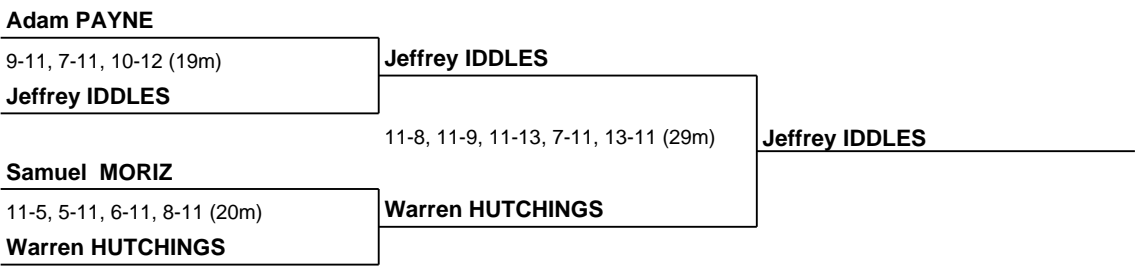 Adam PAYNE
9-11, 7-11, 10-12 (19m)
Jeffrey IDDLES
Jeffrey IDDLES
11-8, 11-9, 11-13, 7-11, 13-11 (29m)
Jeffrey IDDLES
Samuel  MORIZ
11-5, 5-11, 6-11, 8-11 (20m)
Warren HUTCHINGS
Warren HUTCHINGS